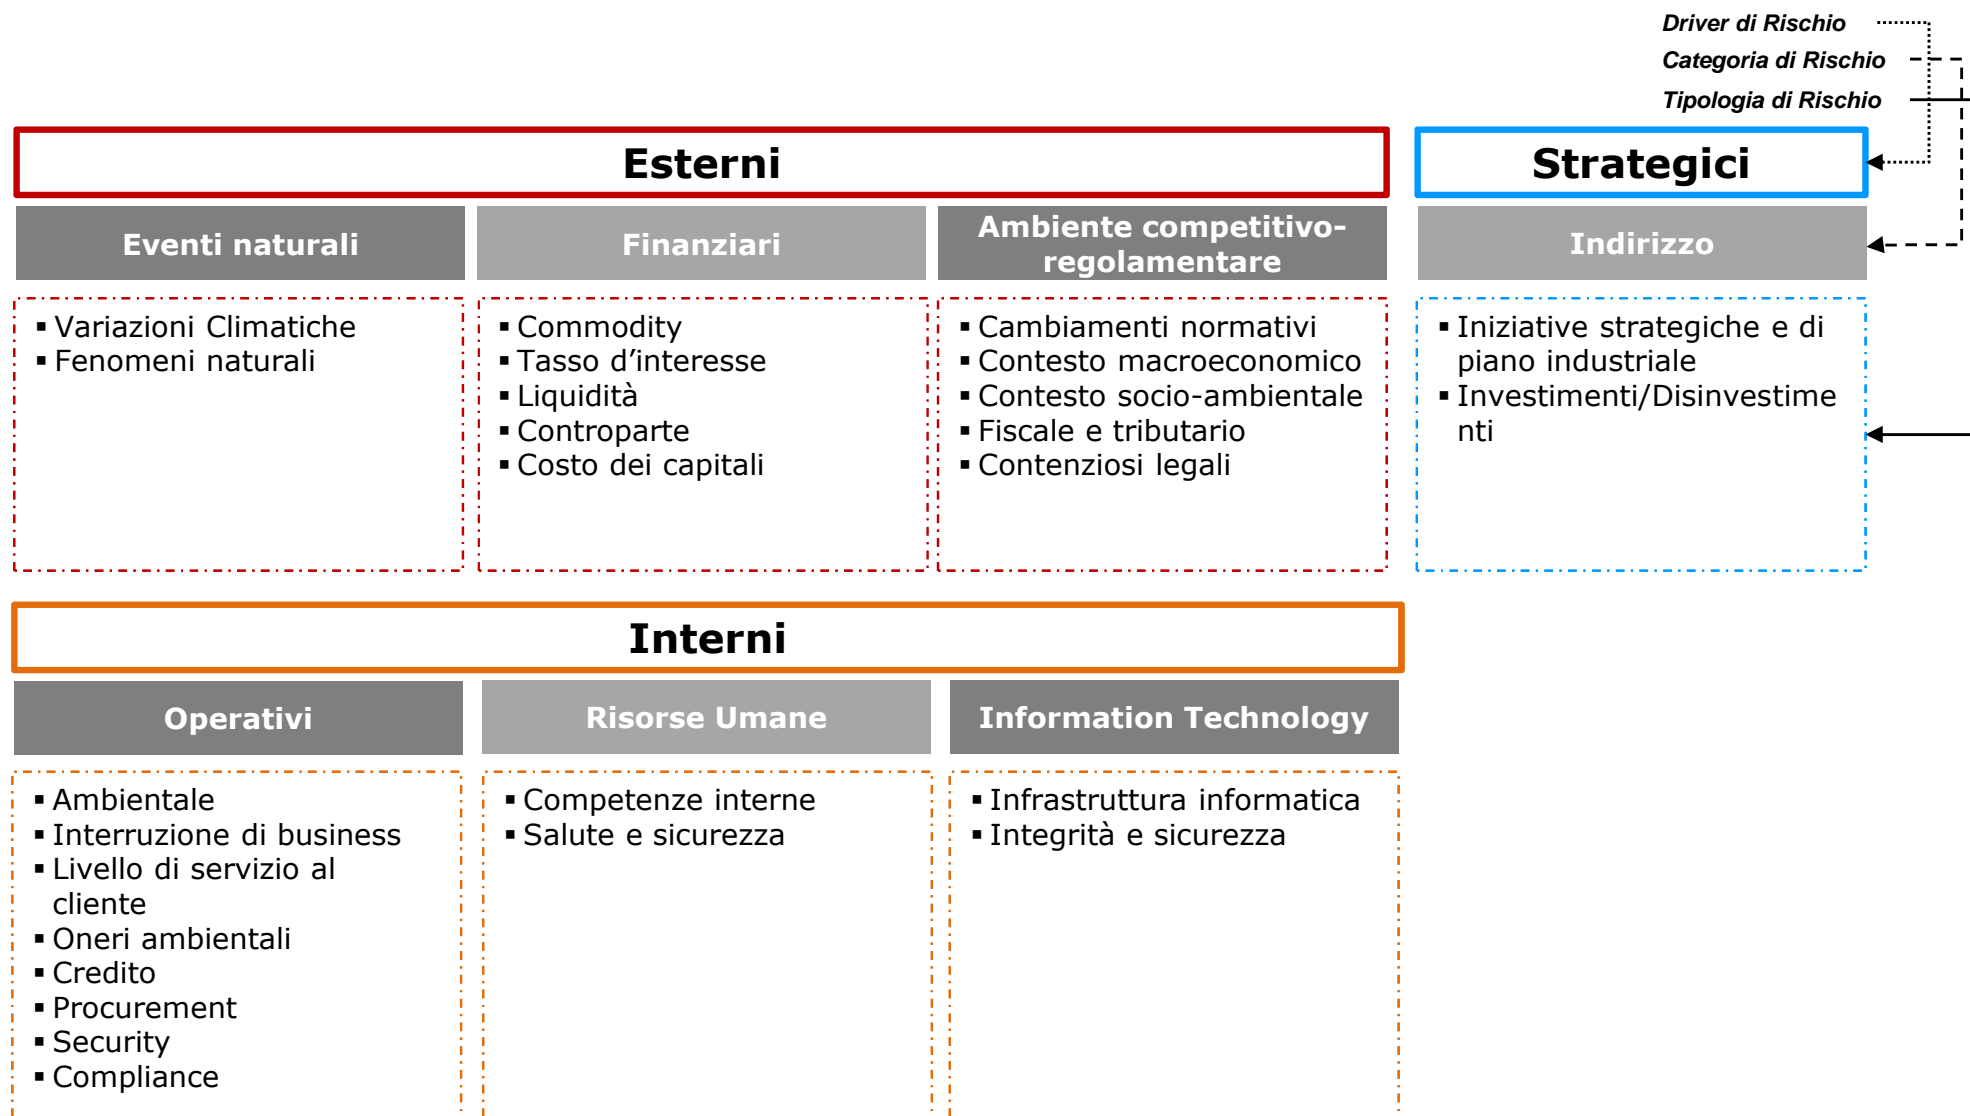 Driver di Rischio
Categoria di Rischio
Tipologia di Rischio
Esterni
Strategici
Eventi naturali
Finanziari
Ambiente competitivo-
regolamentare
Indirizzo
▪ Variazioni Climatiche
▪ Fenomeni naturali
▪ Commodity
▪ Tasso d’interesse
▪ Liquidità
▪ Controparte
▪ Costo dei capitali
▪ Cambiamenti normativi
▪ Contesto macroeconomico
▪ Contesto socio-ambientale
▪ Fiscale e tributario
▪ Contenziosi legali
▪ Iniziative strategiche e di
piano industriale
▪ Investimenti/Disinvestime
nti
Interni
Operativi
Risorse Umane
Information Technology
▪ Ambientale
▪ Interruzione di business
▪ Livello di servizio al
cliente
▪ Oneri ambientali
▪ Credito
▪ Procurement
▪ Security
▪ Compliance
▪ Competenze interne
▪ Salute e sicurezza
▪ Infrastruttura informatica
▪ Integrità e sicurezza